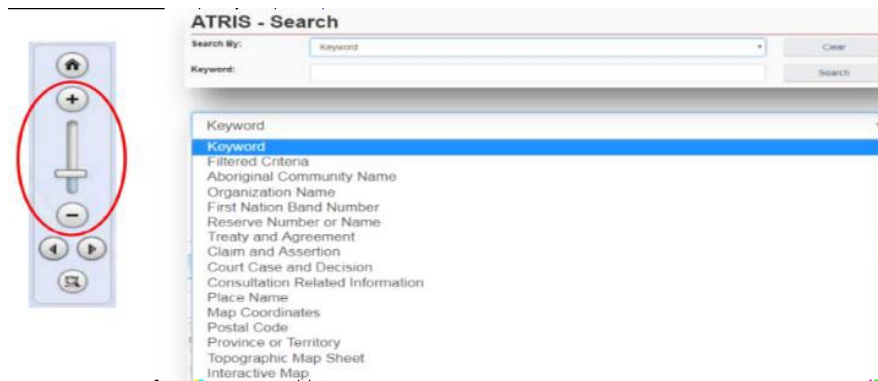 ATRIS - Search
Search By:
Keyword
Clear
Keyword:
Search
Keyword
Keyword
Filtered Criteria
Aboriginal Community Name
Organization Name
First Nation Band Number
Reserve Number or Name
Treaty and Agreement
Claim and Assertion
Court Case and Decision
Consultation Related Information
Place Name
Map Coordinates
Postal Code
Province or Territory
Topographic Map Sheet
Interactive Map